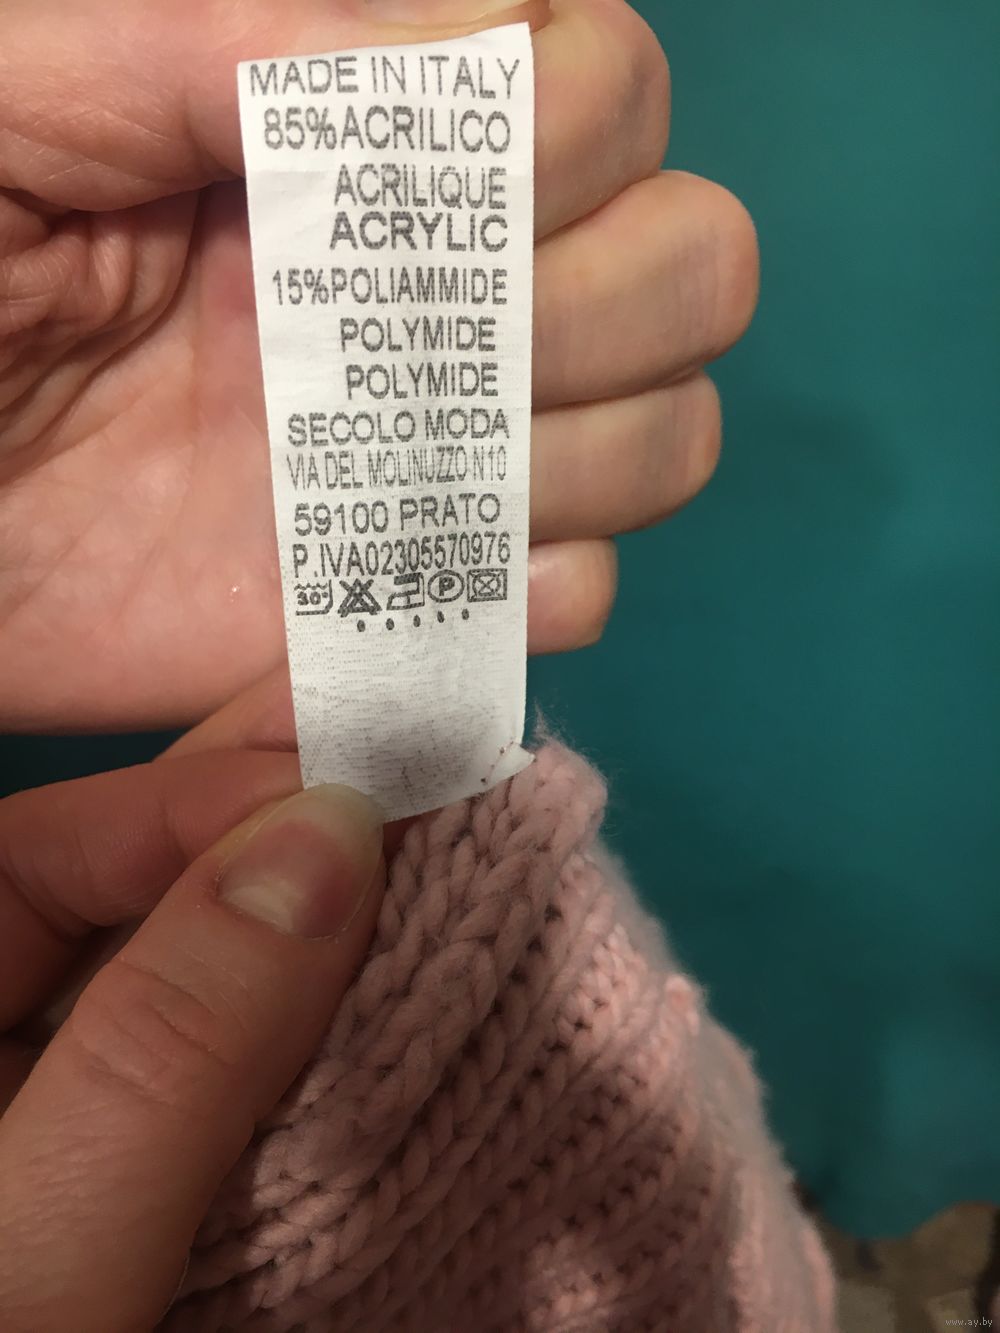 MADE IN ITALY
85%ACRILICO
ACRILIQUE
ACRYLIC
15%POLIAMMIDE
POLYMIDE
POLYMIDE
SECOLO MODA
VIA DEL MOLINUZZO N10
59100 PRATO
P.IVA02305570976
30° P
www.ay.by